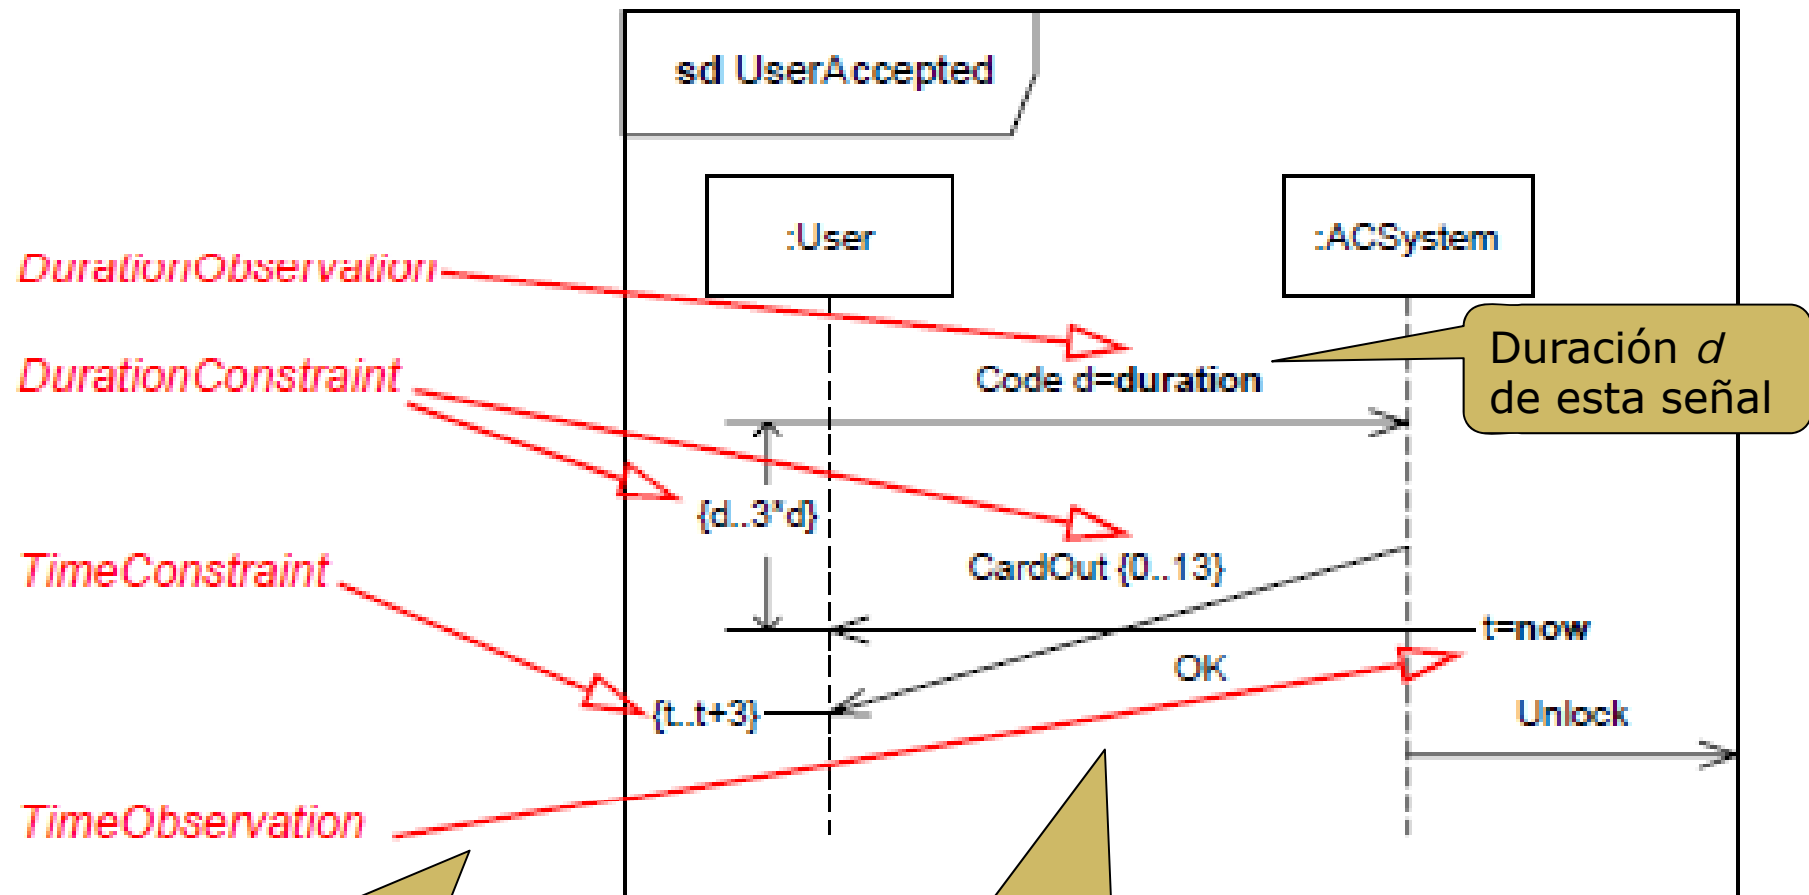 sd UserAccepted
:User
:ACSystem
DurationObservation
Duración d
de esta señal
DurationConstraint
Code d=duration
{d..3*d}
TimeConstraint
CardOut {0..13}
t=now
OK
{t..t+3}
Unlock
TimeObservation